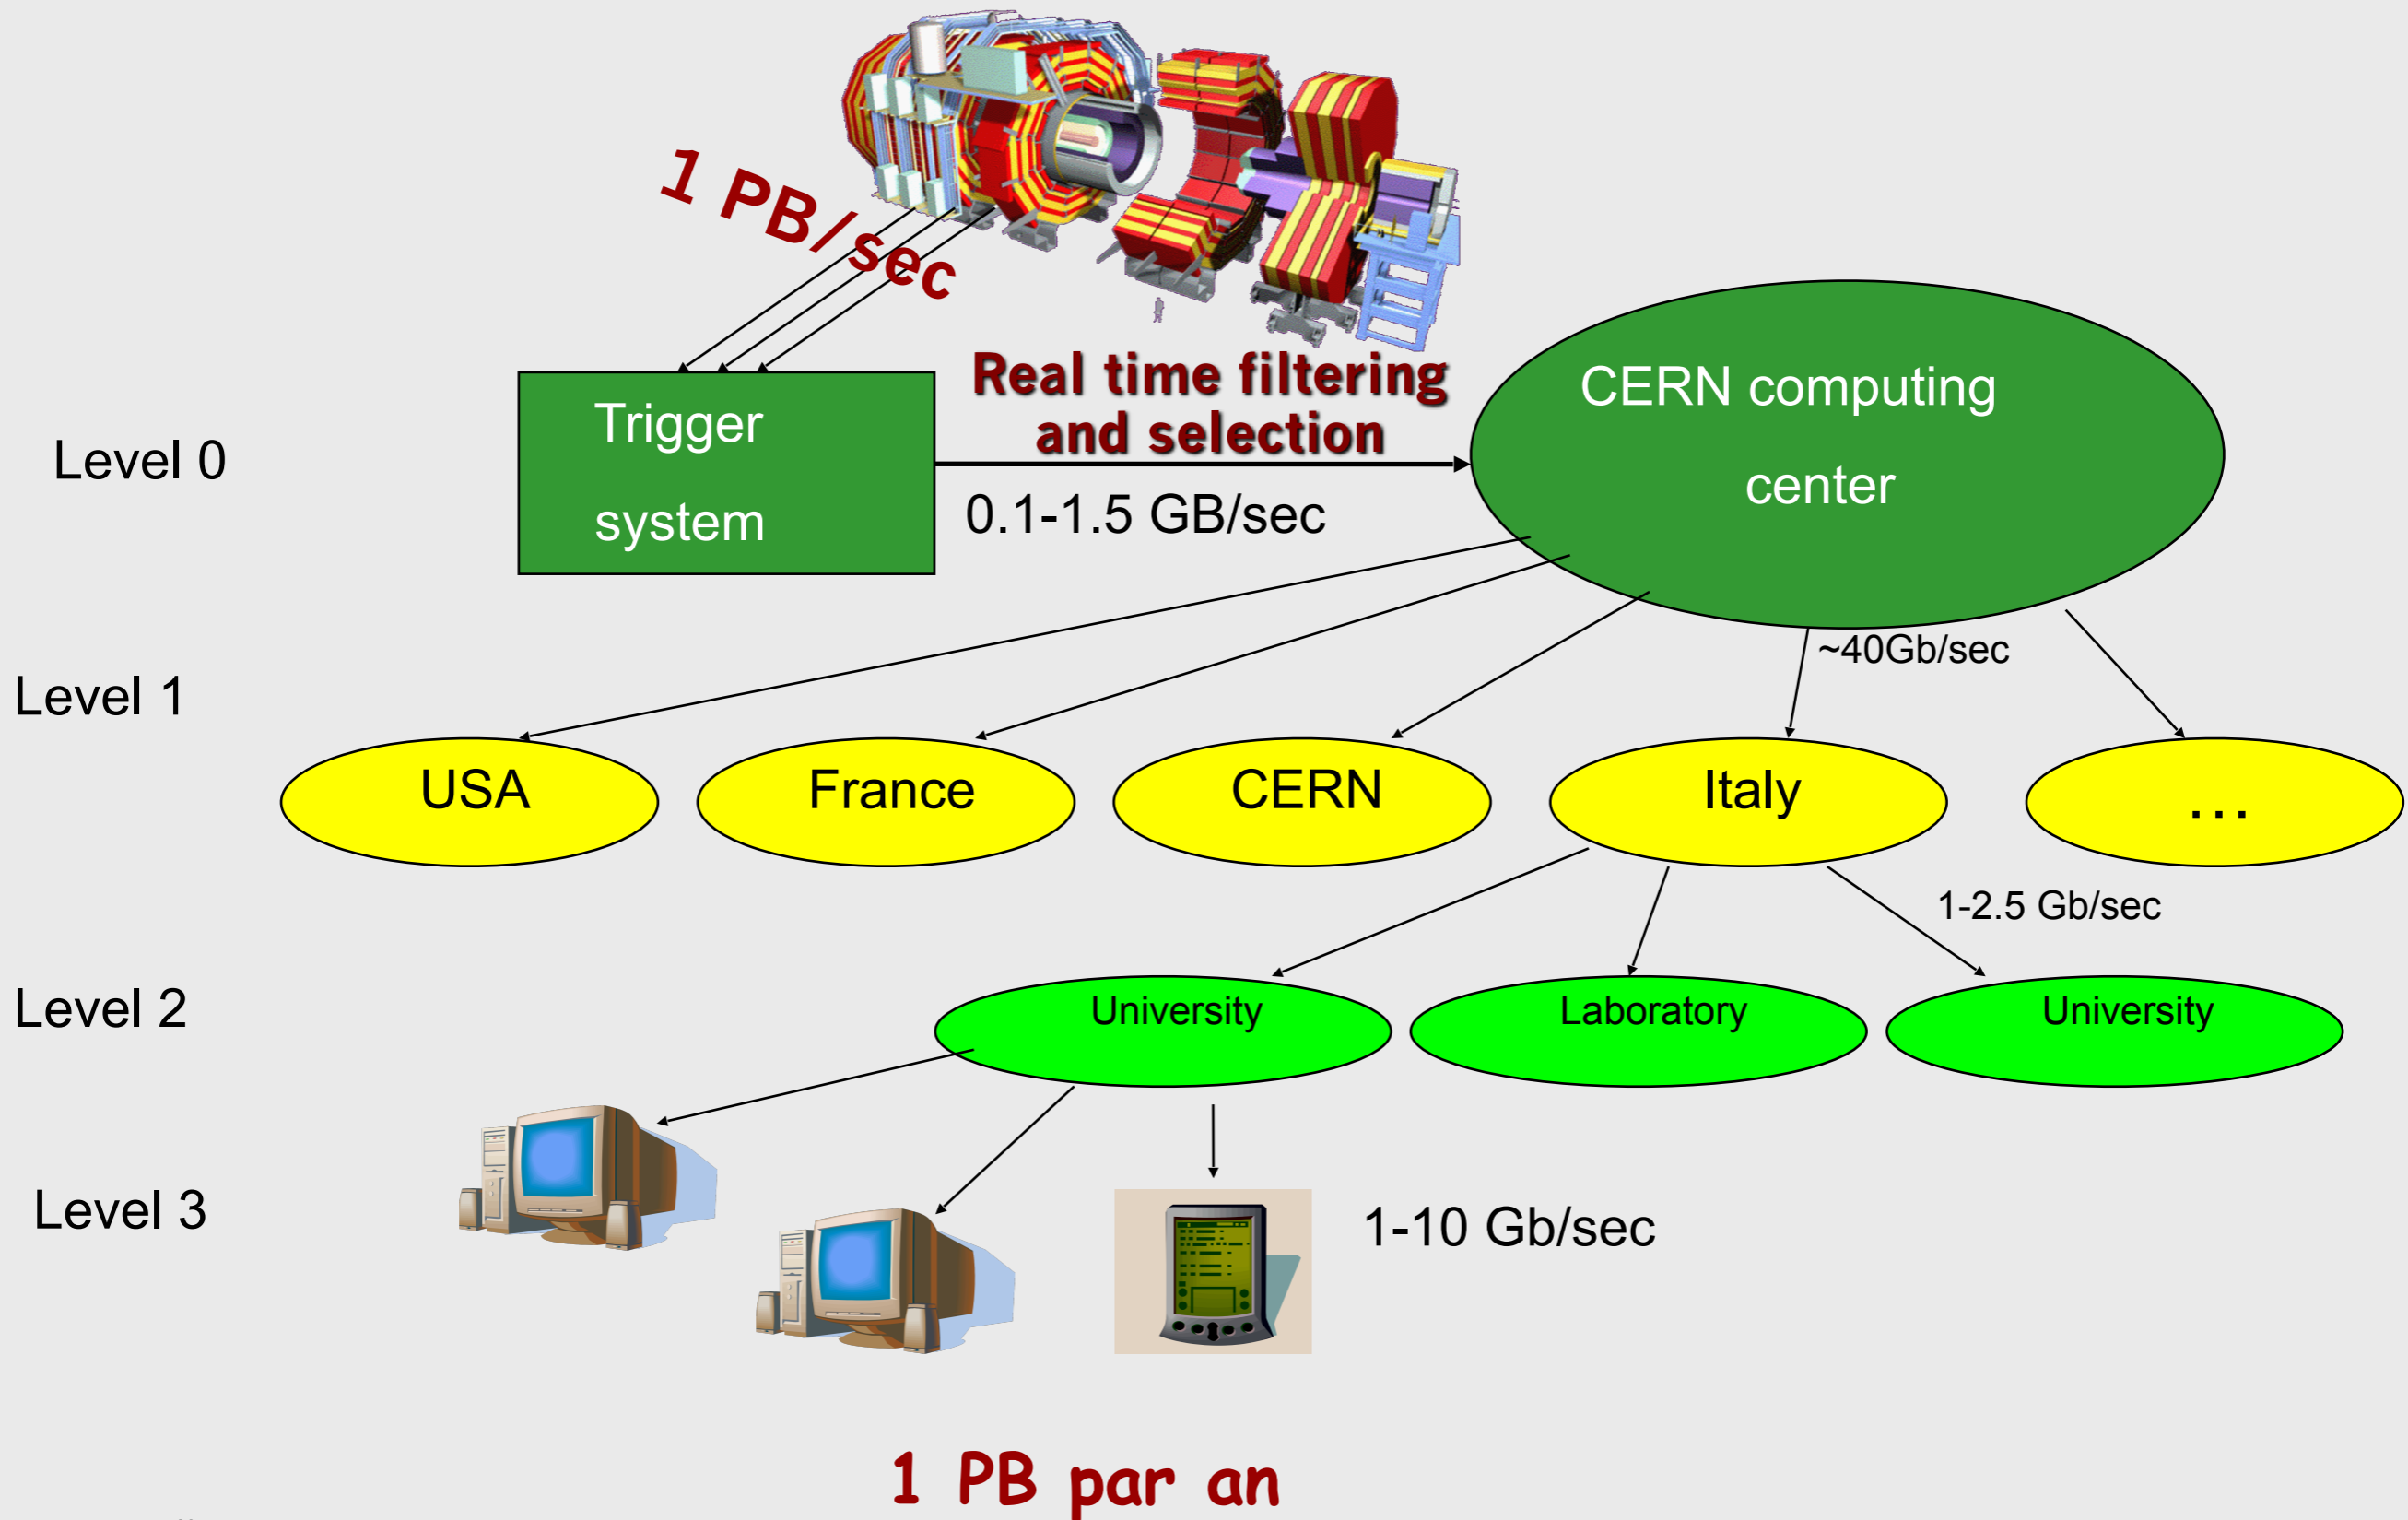 1 PB/sec
Real time filtering
and selection
CERN computing
center
Trigger
system
Level 0
0.1-1.5 GB/sec
~40Gb/sec
Level 1
USA
France
CERN
Italy
...
1-2.5 Gb/sec
Level 2
University
Laboratory
University
Level 3
1-10 Gb/sec
1 PB par an